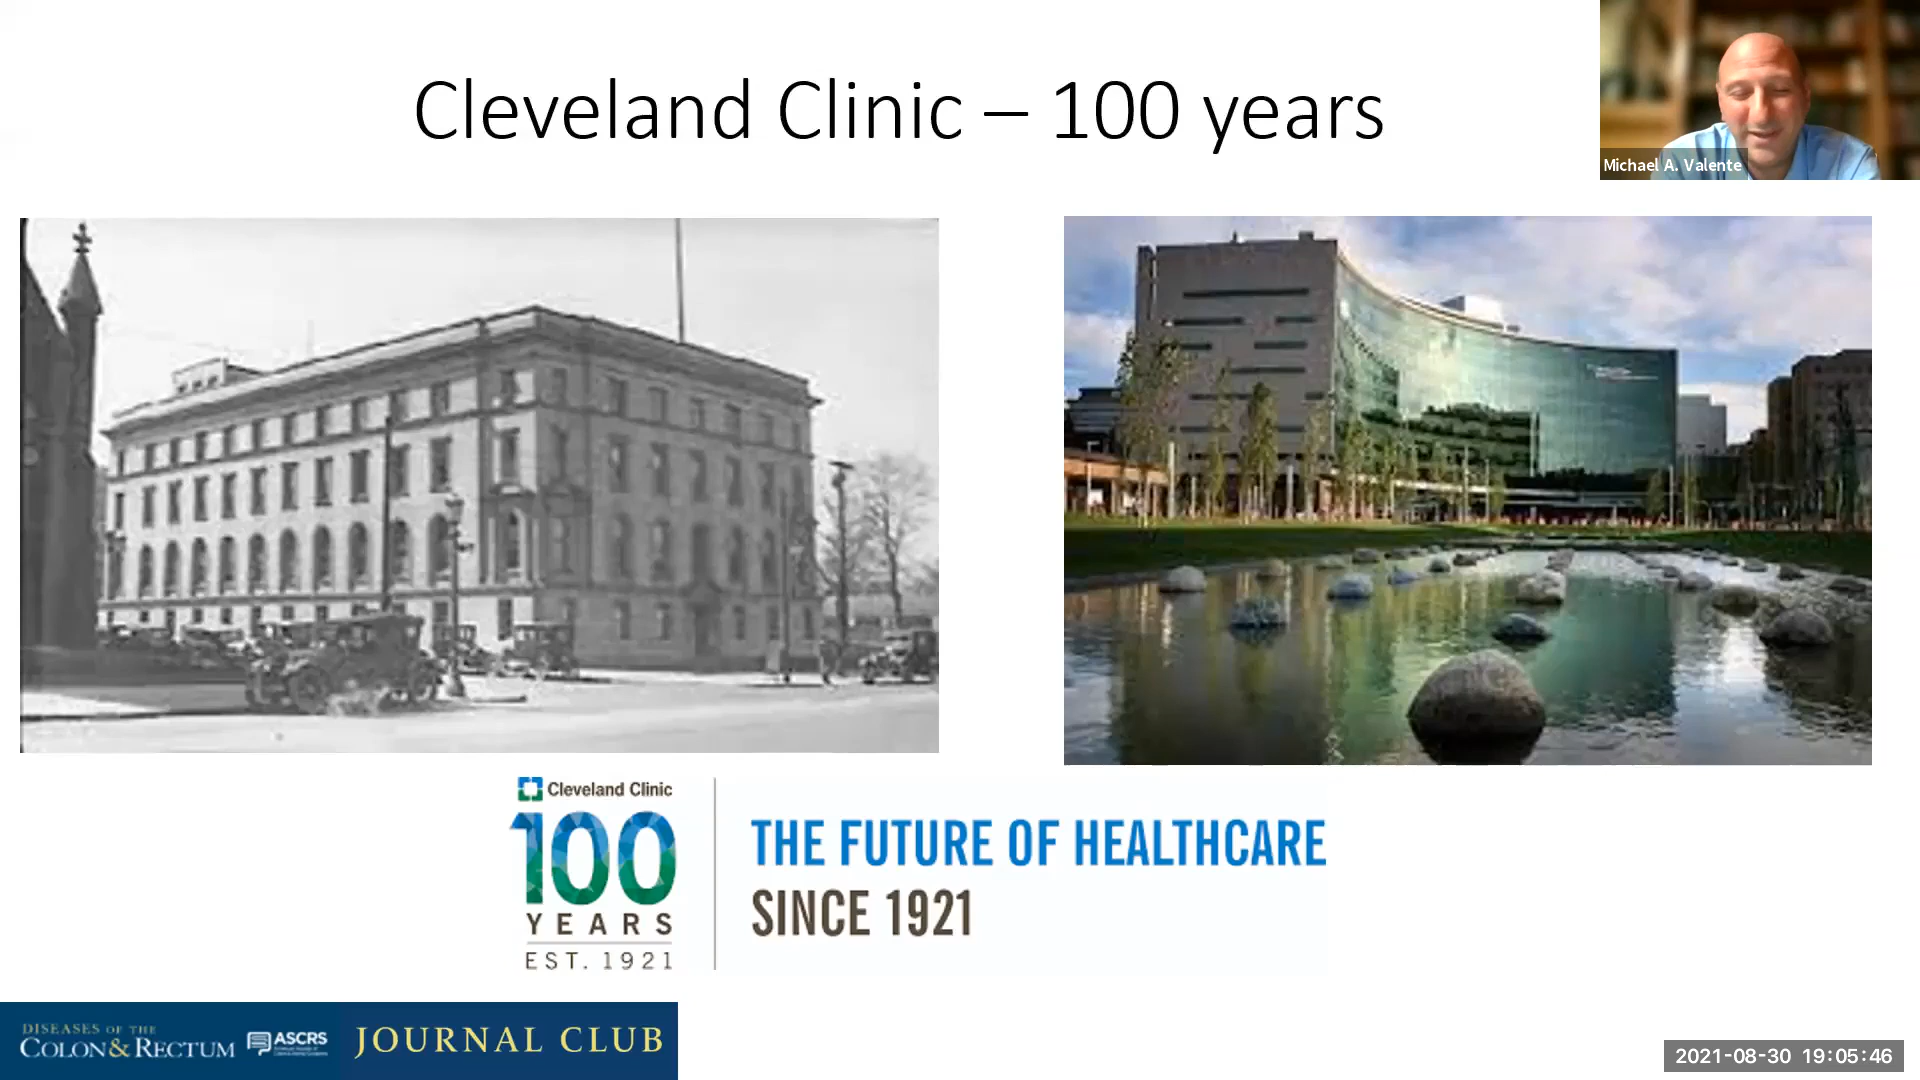 Cleveland Clinic – 100 years
Michael A. Valente
Cleveland Clinic
100
YEARS
EST. 1921
THE FUTURE OF HEALTHCARE
SINCE 1921
DISEASES OF THE
COLON & RECTUM
ASCRS
JOURNAL CLUB
2021-08-30 19:05:46